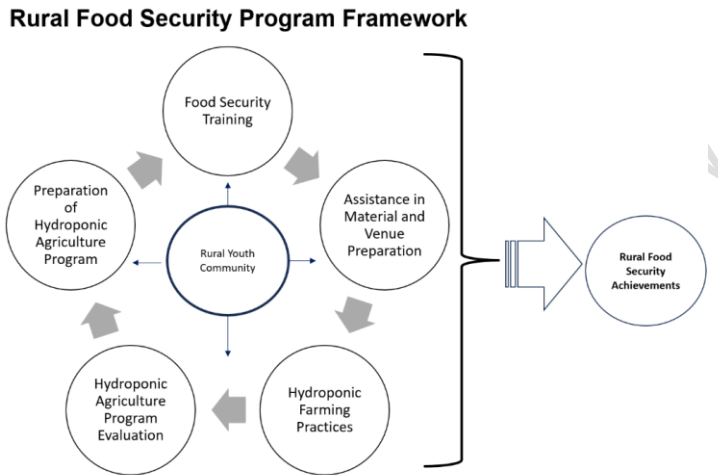 Rural Food Security Program Framework
Food Security
Training
Assistance in
Material and
Venue
Preparation
Hydroponic
Farming
Practices
Hydroponic
Agriculture
Program
Evaluation
Preparation
of
Hydroponic
Agriculture
Program
Rural Youth
Community
Rural Food
Security
Achievements